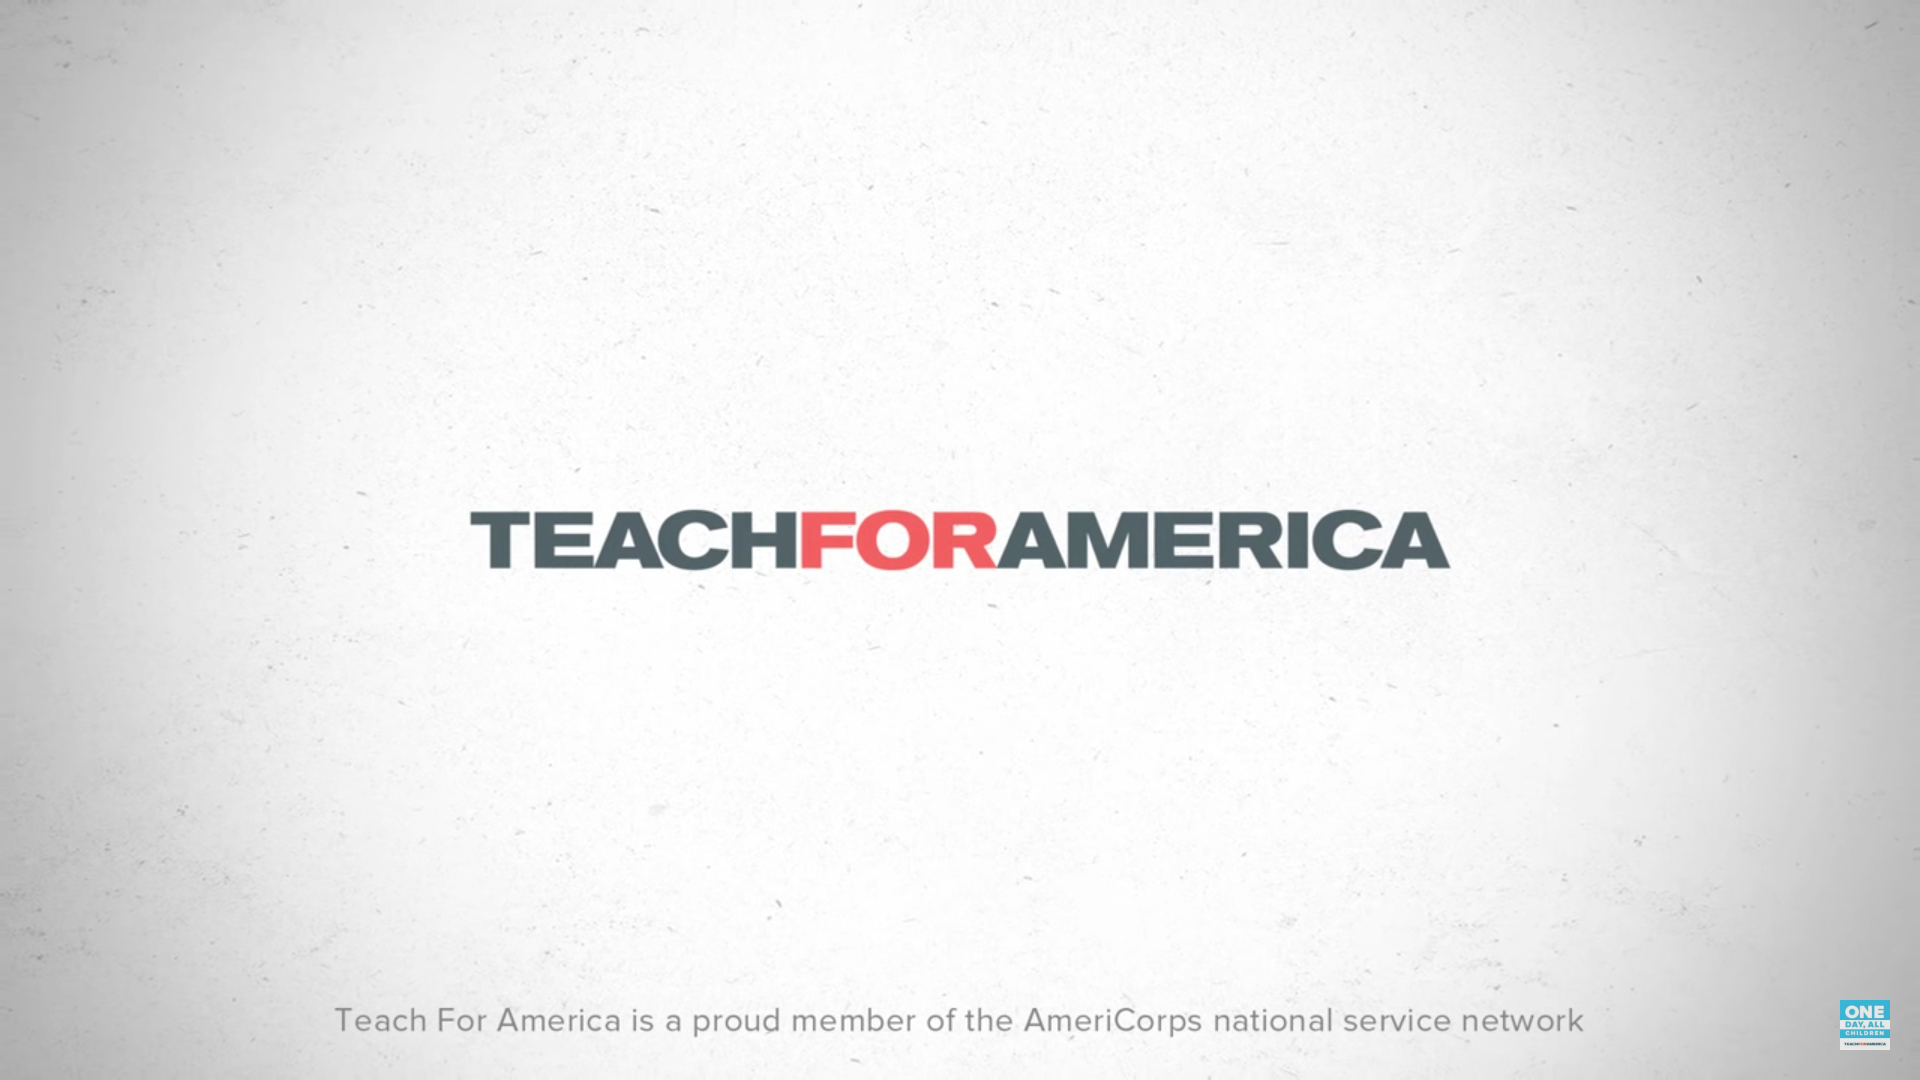 TEACHFORAMERICA
Teach For America is a proud member of the AmeriCorps national service network
ONE
DAY, ALL
CHILDREN
TEACHFORAMERICA